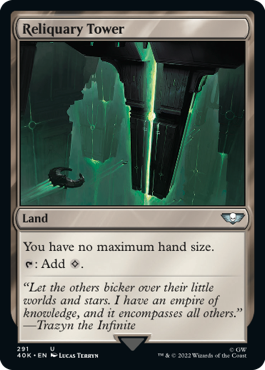 Reliquary Tower
Land
You have no maximum hand size.
: Add .
"Let the others bicker over their little
worlds and stars. I have an empire of
knowledge, and it encompasses all others."
—Trazyn the Infinite
291 U © GW
40K • EN LUCAS TERRYN ™ & © 2022 Wizards of the Coast